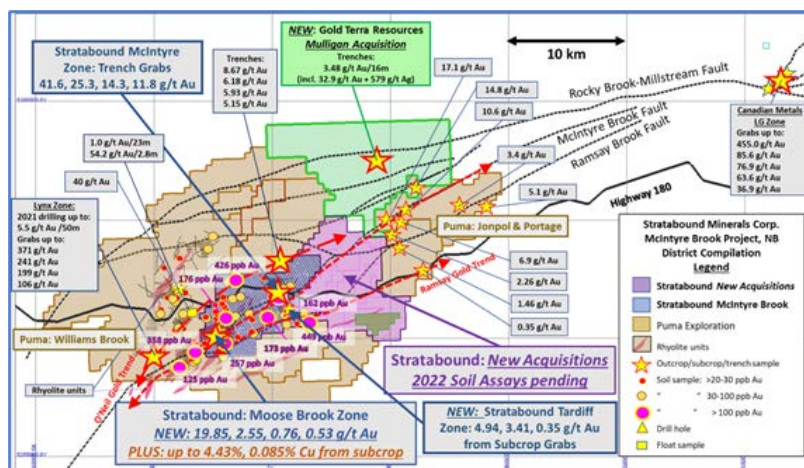 Stratabound McIntyre
Zone: Trench Grabs
41.6, 25.3, 14.3, 11.8 g/t Au
Trenches:
8.67 g/t Au
6.18 g/t Au
5.93 g/t Au
5.15 g/t Au
NEW: Gold Terra Resources
Mulligan Acquisition
Trenches:
3.48 g/t Au/16m
(incl. 32.9 g/t Au + 579 g/t Ag)
10 km
17.1 g/t Au
14.8 g/t Au
10.6 g/t Au
3.4 g/t Au
5.1 g/t Au
Rocky Brook-Millstream Fault
McIntyre Brook Fault
Ramsay Brook Fault
Highway 180
Canadian Metals
LG Zone
Grabs up to:
455.0 g/t Au
85.6 g/t Au
76.9 g/t Au
63.6 g/t Au
36.9 g/t Au
1.0 g/t Au/23m
54.2 g/t Au/2.8m
40 g/t Au
Lynx Zone:
2021 drilling up to:
5.5 g/t Au /50m
Grabs up to:
371 g/t Au
241 g/t Au
199 g/t Au
106 g/t Au
Puma: Jonpol & Portage
Ramsay Gold Trend
6.9 g/t Au
2.26 g/t Au
1.46 g/t Au
0.35 g/t Au
426 ppb Au
176 ppb Au
162 ppb Au
449 ppb Au
173 ppb Au
257 ppb Au
125 ppb Au
358 ppb Au
Puma: Williams Brook
O'Neil Gold Trend
Rhyolite units
Stratabound: New Acquisitions
2022 Soil Assays pending
Stratabound: Moose Brook Zone
NEW: 19.85, 2.55, 0.76, 0.53 g/t Au
PLUS: up to 4.43%, 0.085% Cu from subcrop
NEW: Stratabound Tardiff
Zone: 4.94, 3.41, 0.35 g/t Au
from Subcrop Grabs
Stratabound Minerals Corp.
McIntyre Brook Project, NB
District Compilation
Legend
Stratabound New Acquisitions
Stratabound McIntyre Brook
Puma Exploration
Rhyolite units
Outcrop/subcrop/trench sample
Soil sample: >20-30 ppb Au
" " 30-100 ppb Au
" " >100 ppb Au
Drill hole
Float sample